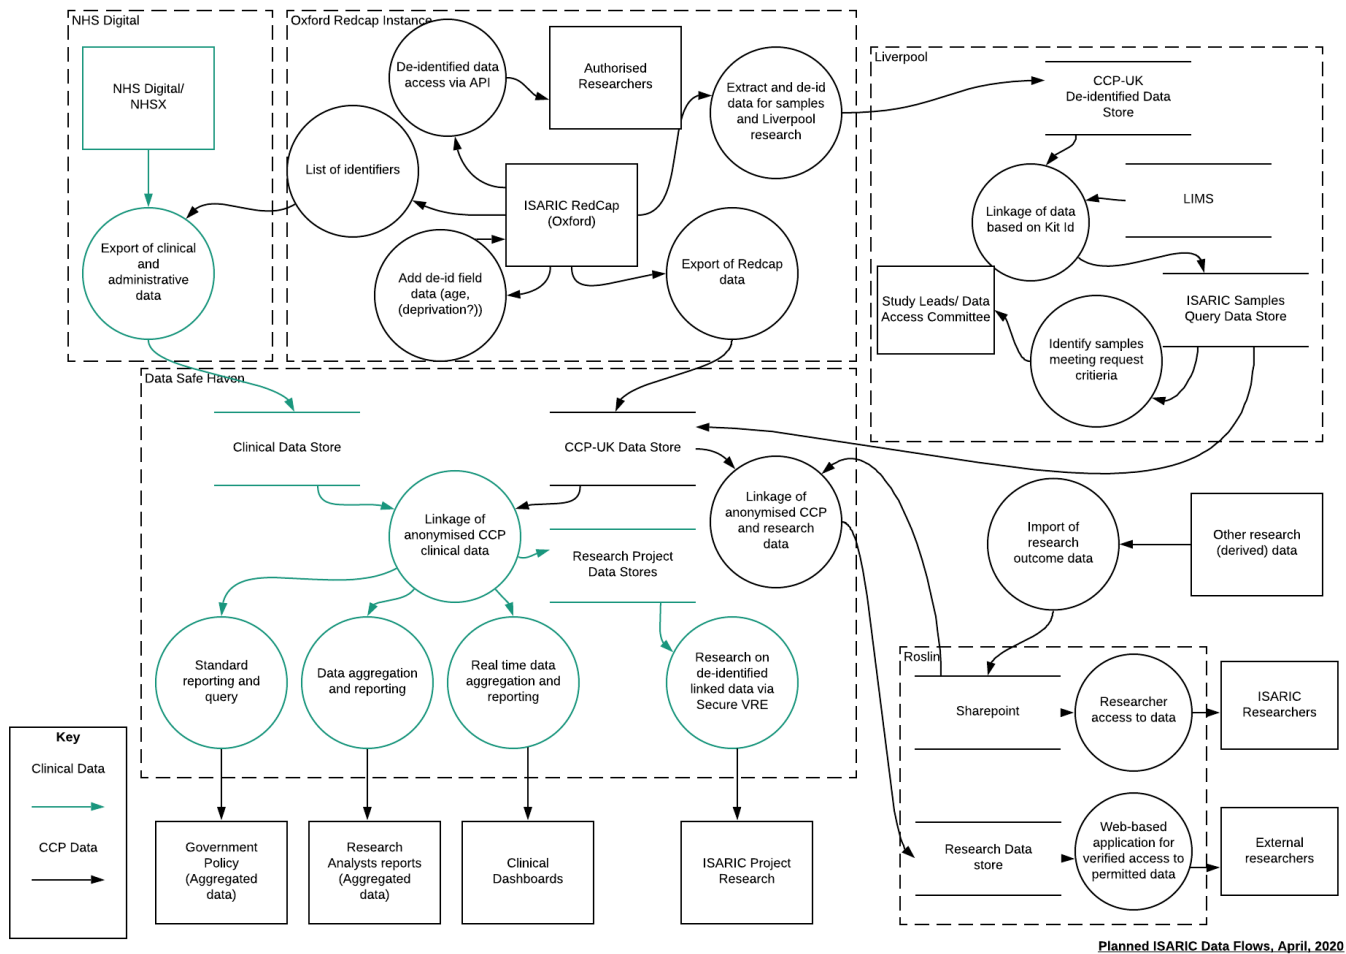 NHS Digital
NHS Digital/
NHSX
Export of clinical
and
administrative
data
Oxford Redcap Instance
De-identified data
access via API
Authorised
Researchers
Extract and de-id
data for samples
and Liverpool
research
List of identifiers
ISARIC RedCap
(Oxford)
Add de-id field
data (age,
(deprivation?))
Export of Redcap
data
Liverpool
CCP-UK
De-identified Data
Store
Linkage of data
based on Kit Id
LIMS
Study Leads/ Data
Access Committee
ISARIC Samples
Query Data Store
Identify samples
meeting request
critieria
Data Safe Haven
Clinical Data Store
CCP-UK Data Store
Linkage of
anonymised CCP
clinical data
Linkage of
anonymised CCP
and research
data
Research Project
Data Stores
Standard
reporting and
query
Data aggregation
and reporting
Real time data
aggregation and
reporting
Research on
de-identified
linked data via
Secure VRE
Import of
research
outcome data
Other research
(derived) data
Roslin
Sharepoint
Researcher
access to data
ISARIC
Researchers
Research Data
store
Web-based
application for
verified access to
permitted data
External
researchers
Key
Clinical Data
CCP Data
Government
Policy
(Aggregated
data)
Research
Analysts reports
(Aggregated
data)
Clinical
Dashboards
ISARIC Project
Research
Planned ISARIC Data Flows, April, 2020